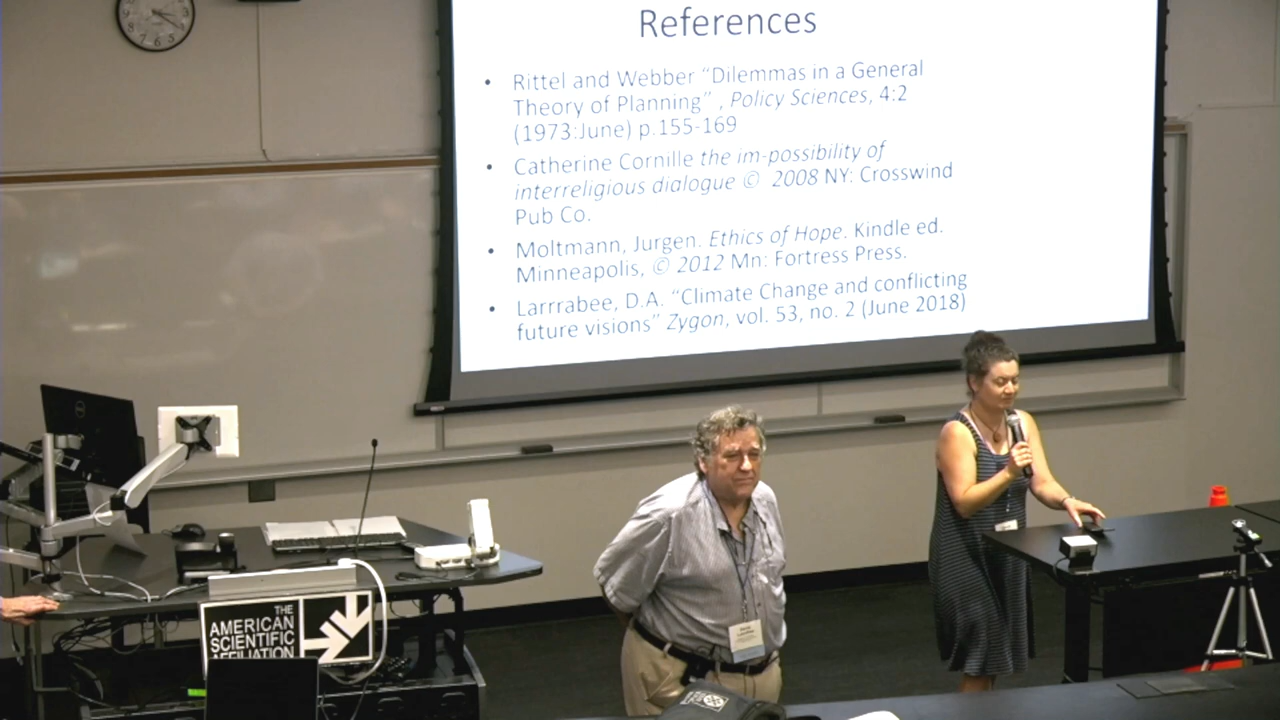 References
• Rittel and Webber “Dilemmas in a General
Theory of Planning” , Policy Sciences, 4:2
(1973:June) p.155-169
• Catherine Cornille the im-possibility of
interreligious dialogue © 2008 NY: Crosswind
Pub Co.
• Moltmann, Jurgen. Ethics of Hope. Kindle ed.
Minneapolis, © 2012 Mn: Fortress Press.
• Larrrabee, D.A. “Climate Change and conflicting
future visions” Zygon, vol. 53, no. 2 (June 2018)
THE
AMERICAN
SCIENTIFIC
AFFILIATION